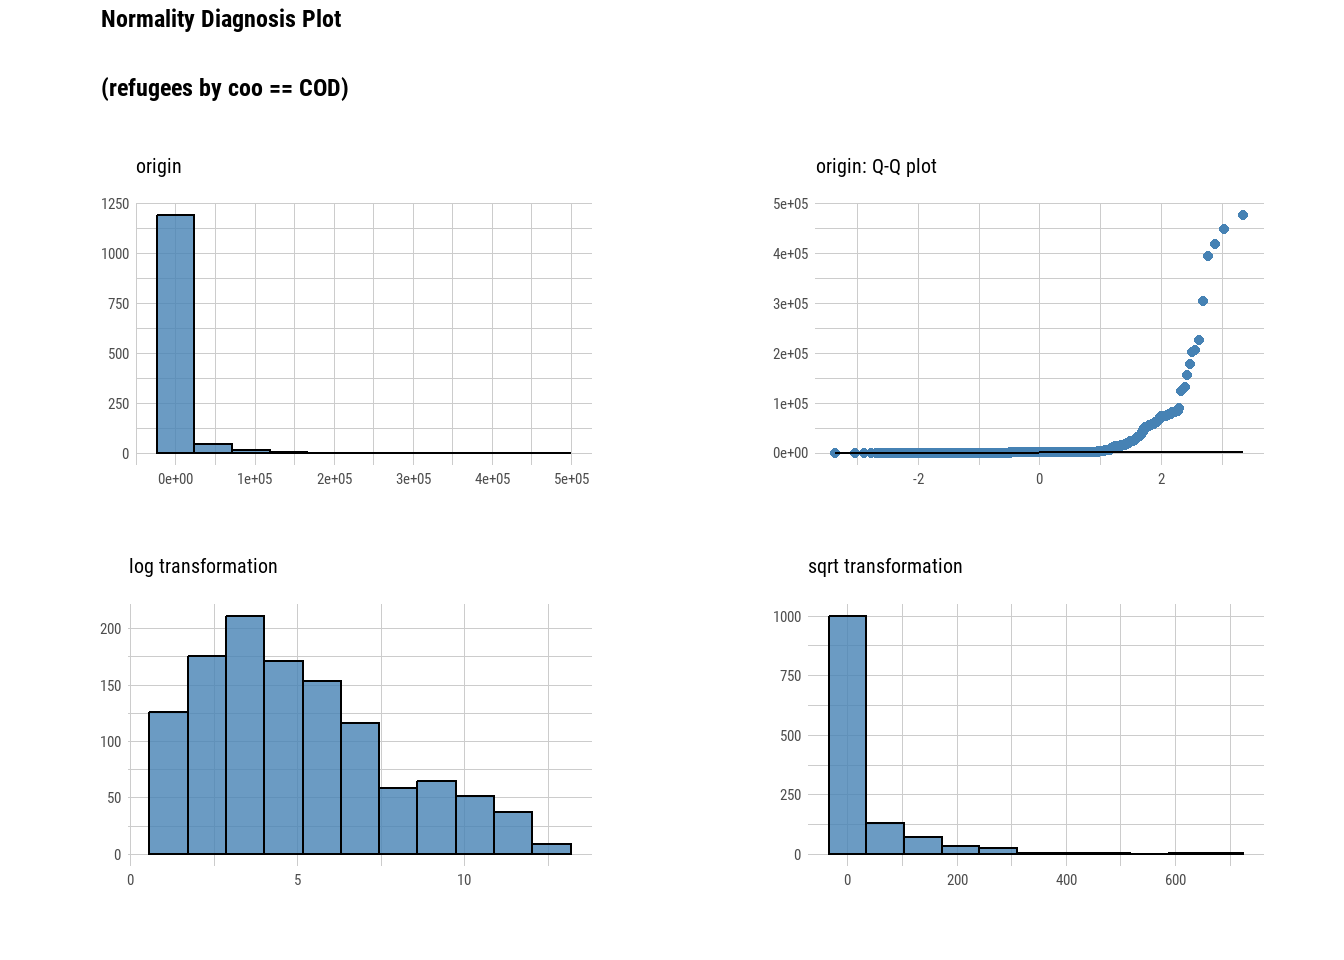 Normality Diagnosis Plot
(refugees by coo == COD)
origin
1250
1000
750
500
250
0
0e+00 1e+05 2e+05 3e+05 4e+05 5e+05
origin: Q-Q plot
5e+05
4e+05
3e+05
2e+05
1e+05
0e+00
-2 0 2
log transformation
200
150
100
50
0
0 5 10
sqrt transformation
1000
750
500
250
0
0 200 400 600